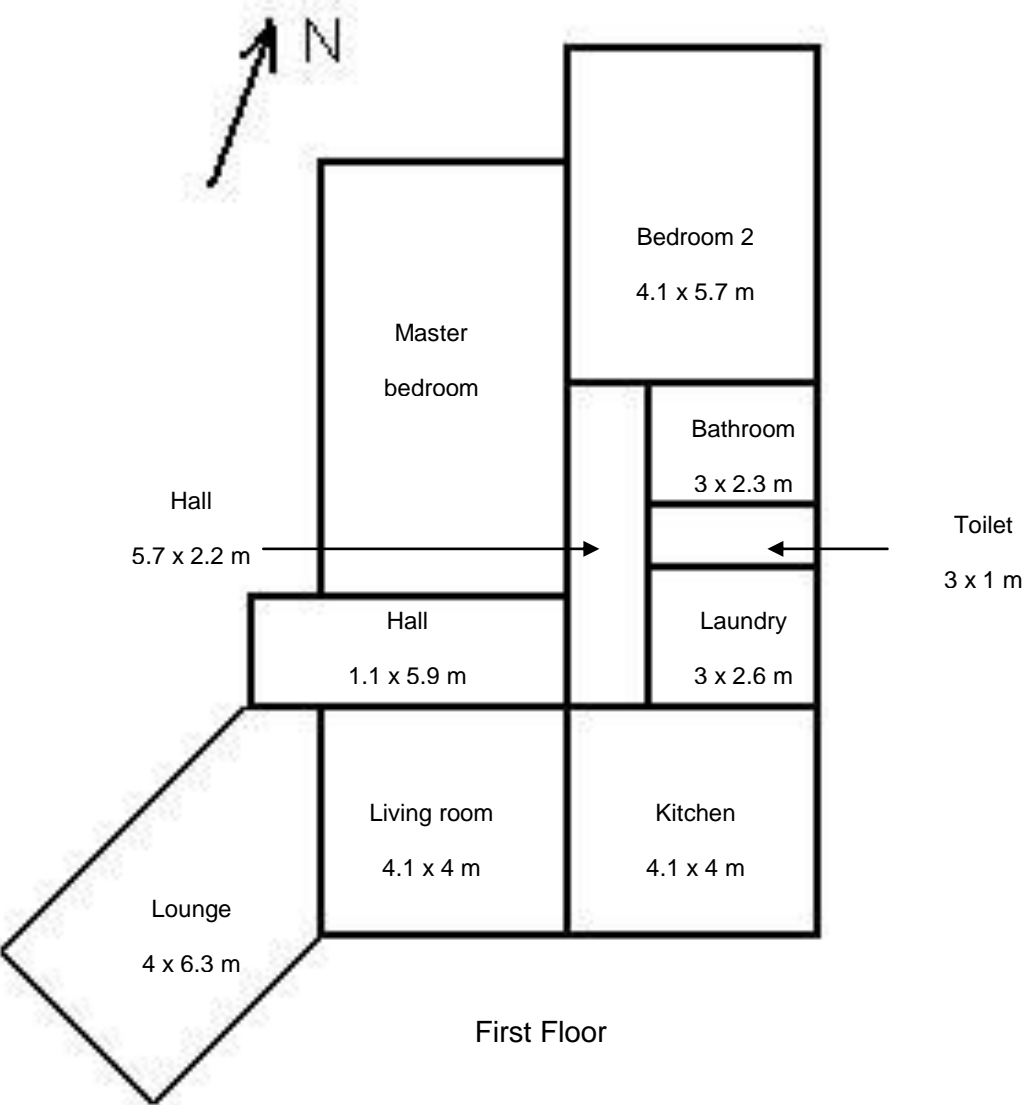 N
Bedroom 2
4.1 x 5.7 m
Master
bedroom
Bathroom
3 x 2.3 m
Hall
5.7 x 2.2 m
Toilet
3 x 1 m
Hall
1.1 x 5.9 m
Laundry
3 x 2.6 m
Living room
4.1 x 4 m
Kitchen
4.1 x 4 m
Lounge
4 x 6.3 m
First Floor